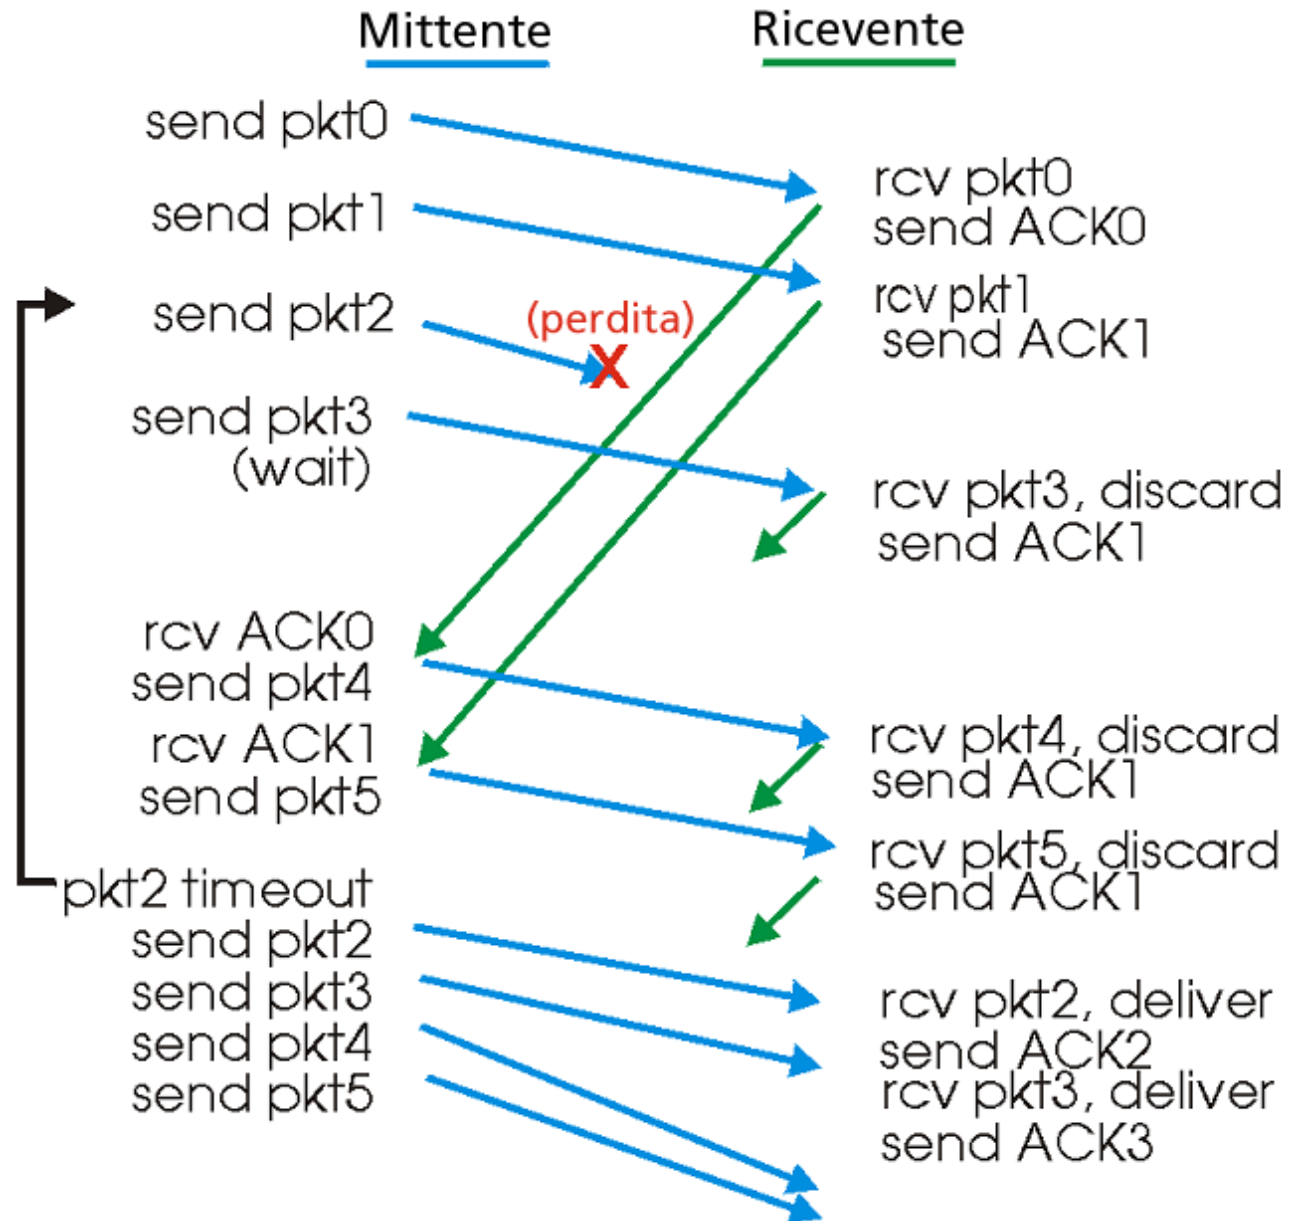 Mittente
Ricevente
send pkt0
rcv pkt0
send ACK0
send pkt1
rcv pkt1
send ACK1
send pkt2
(perdita)
X
send pkt3
(wait)
rcv pkt3, discard
send ACK1
rcv ACK0
send pkt4
rcv ACK1
send pkt5
rcv pkt4, discard
send ACK1
rcv pkt5, discard
send ACK1
pkt2 timeout
send pkt2
send pkt3
send pkt4
send pkt5
rcv pkt2, deliver
send ACK2
rcv pkt3, deliver
send ACK3